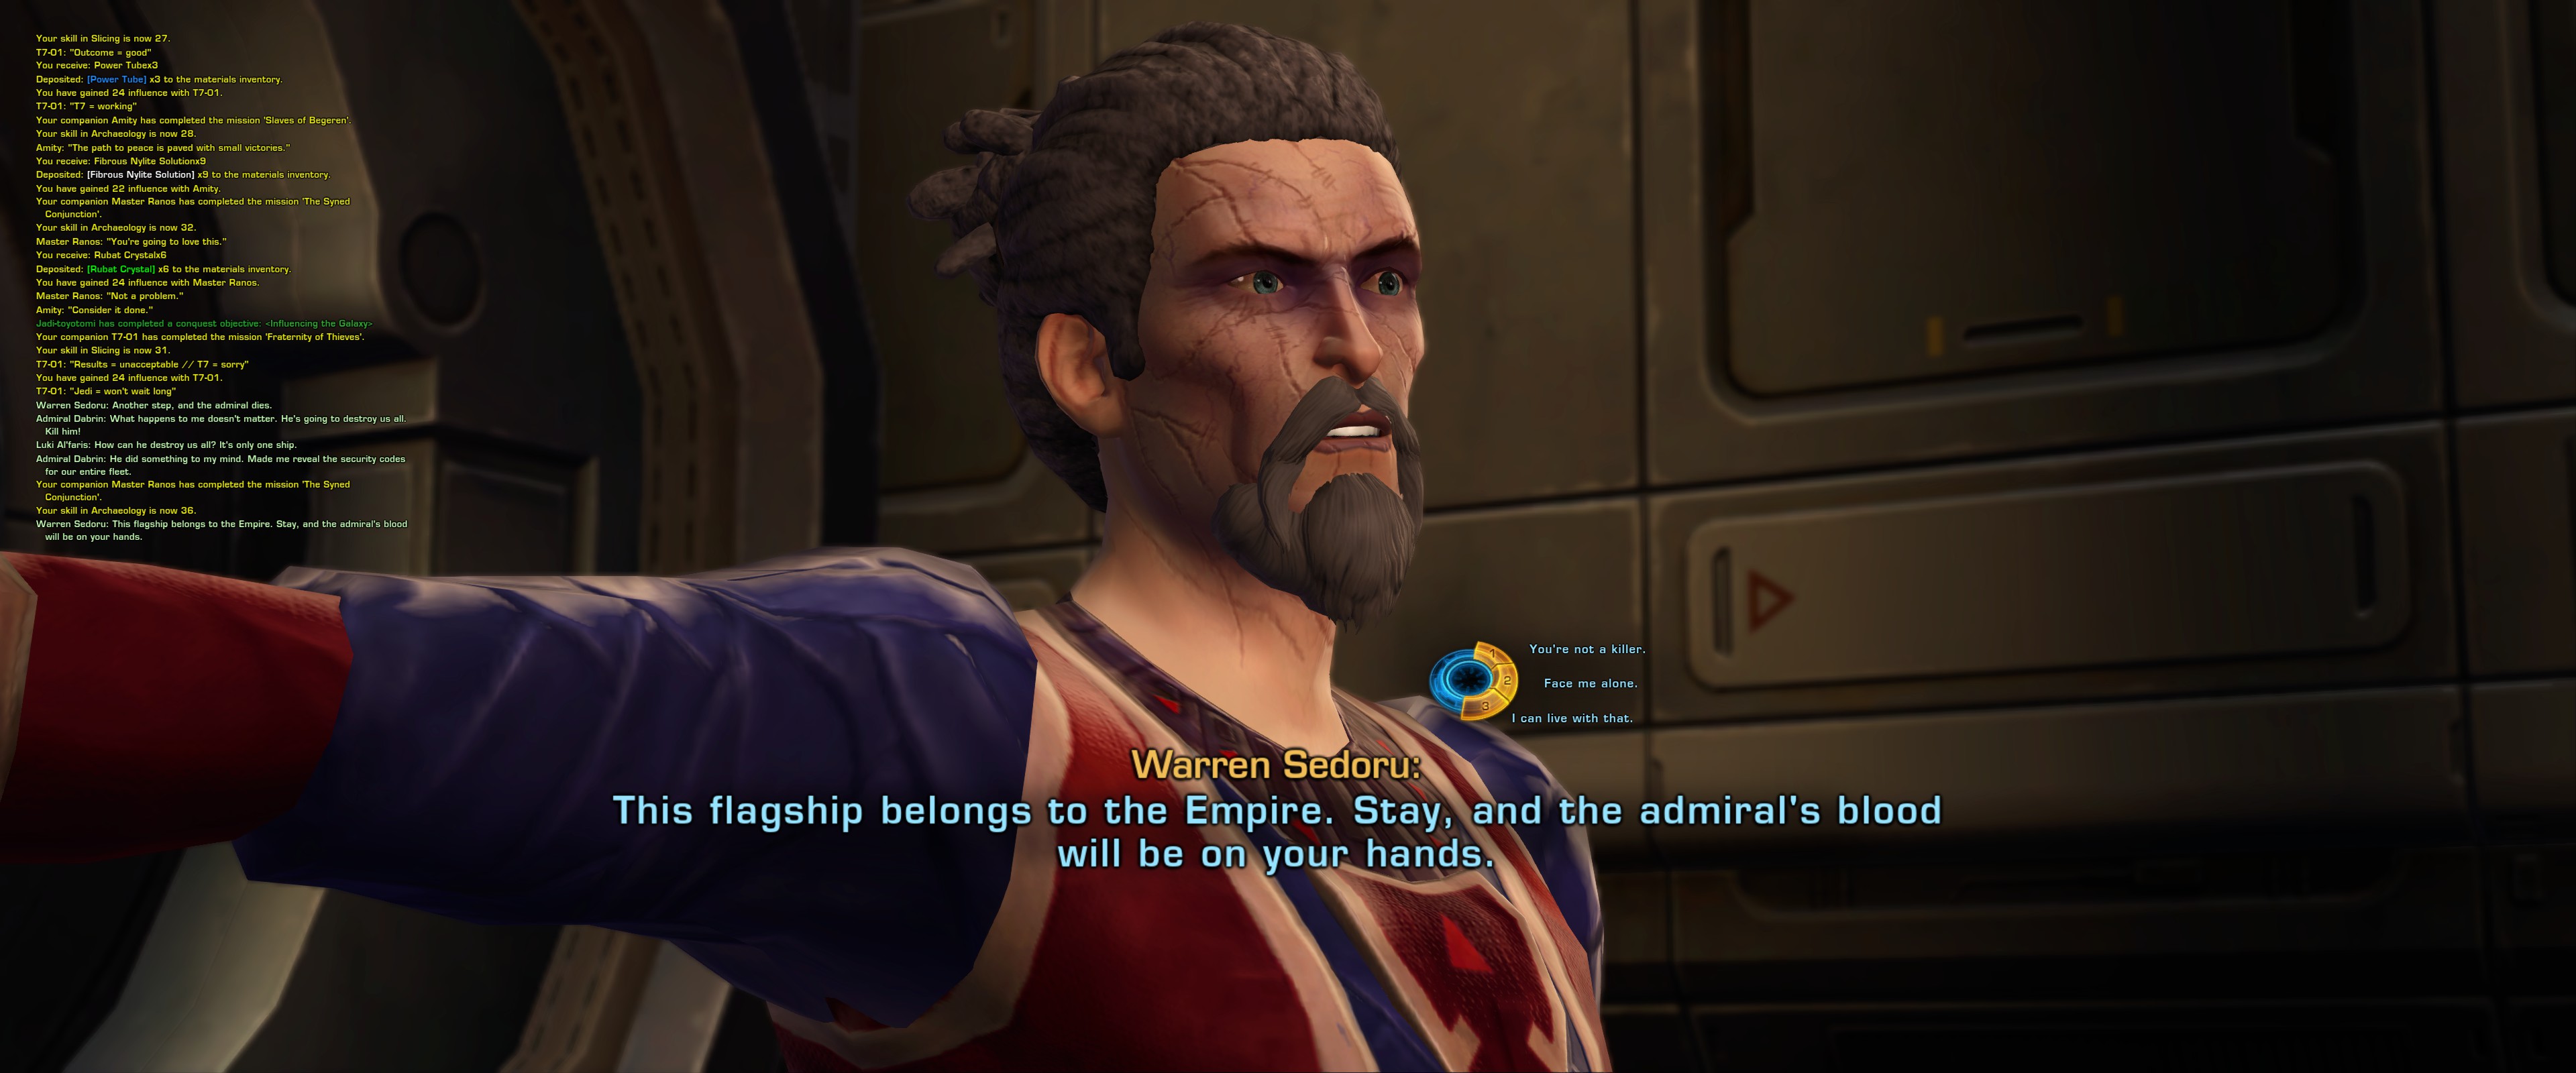 Your skill in Slicing is now 27.
T7-01: "Outcome = good"
You receive: Power Tubex3
Deposited: [Power Tube] x3 to the materials inventory.
You have gained 24 influence with T7-01.
T7-01: "T7 = working"
Your companion Amity has completed the mission 'Slaves of Begeren'.
Your skill in Archaeology is now 28.
Amity: "The path to peace is paved with small victories."
You receive: Fibrous Nylite Solutionx9
Deposited: [Fibrous Nylite Solution] x9 to the materials inventory.
You have gained 22 influence with Amity.
Your companion Master Ranos has completed the mission 'The Syned
Conjunction'.
Your skill in Archaeology is now 32.
Master Ranos: "You're going to love this."
You receive: Rubat Crystalx6
Deposited: [Rubat Crystal] x6 to the materials inventory.
You have gained 24 influence with Master Ranos.
Master Ranos: "Not a problem."
Amity: "Consider it done."
Jadi-toyotomi has completed a conquest objective: <Influencing the Galaxy>
Your companion T7-01 has completed the mission 'Fraternity of Thieves'.
Your skill in Slicing is now 31.
T7-01: "Results = unacceptable // T7 = sorry"
You have gained 24 influence with T7-01.
T7-01: "Jedi = won't wait long"
Warren Sedoru: Another step, and the admiral dies.
Admiral Dabrin: What happens to me doesn't matter. He's going to destroy us all.
Kill him!
Luki Al'faris: How can he destroy us all? It's only one ship.
Admiral Dabrin: He did something to my mind. Made me reveal the security codes
for our entire fleet.
Your companion Master Ranos has completed the mission 'The Syned
Conjunction'.
Your skill in Archaeology is now 36.
Warren Sedoru: This flagship belongs to the Empire. Stay, and the admiral's blood
will be on your hands.
1 You're not a killer.
2 Face me alone.
3 I can live with that.
Warren Sedoru:
This flagship belongs to the Empire. Stay, and the admiral's blood
will be on your hands.